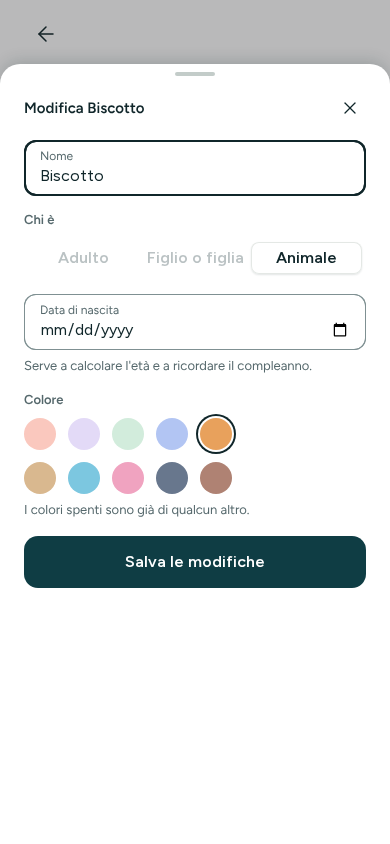 Modifica Biscotto
Nome
Biscotto
Chi è
Adulto Figlio o figlia Animale
Data di nascita
mm/dd/yyyy
Serve a calcolare l'età e a ricordare il compleanno.
Colore
I colori spenti sono già di qualcun altro.
Salva le modifiche